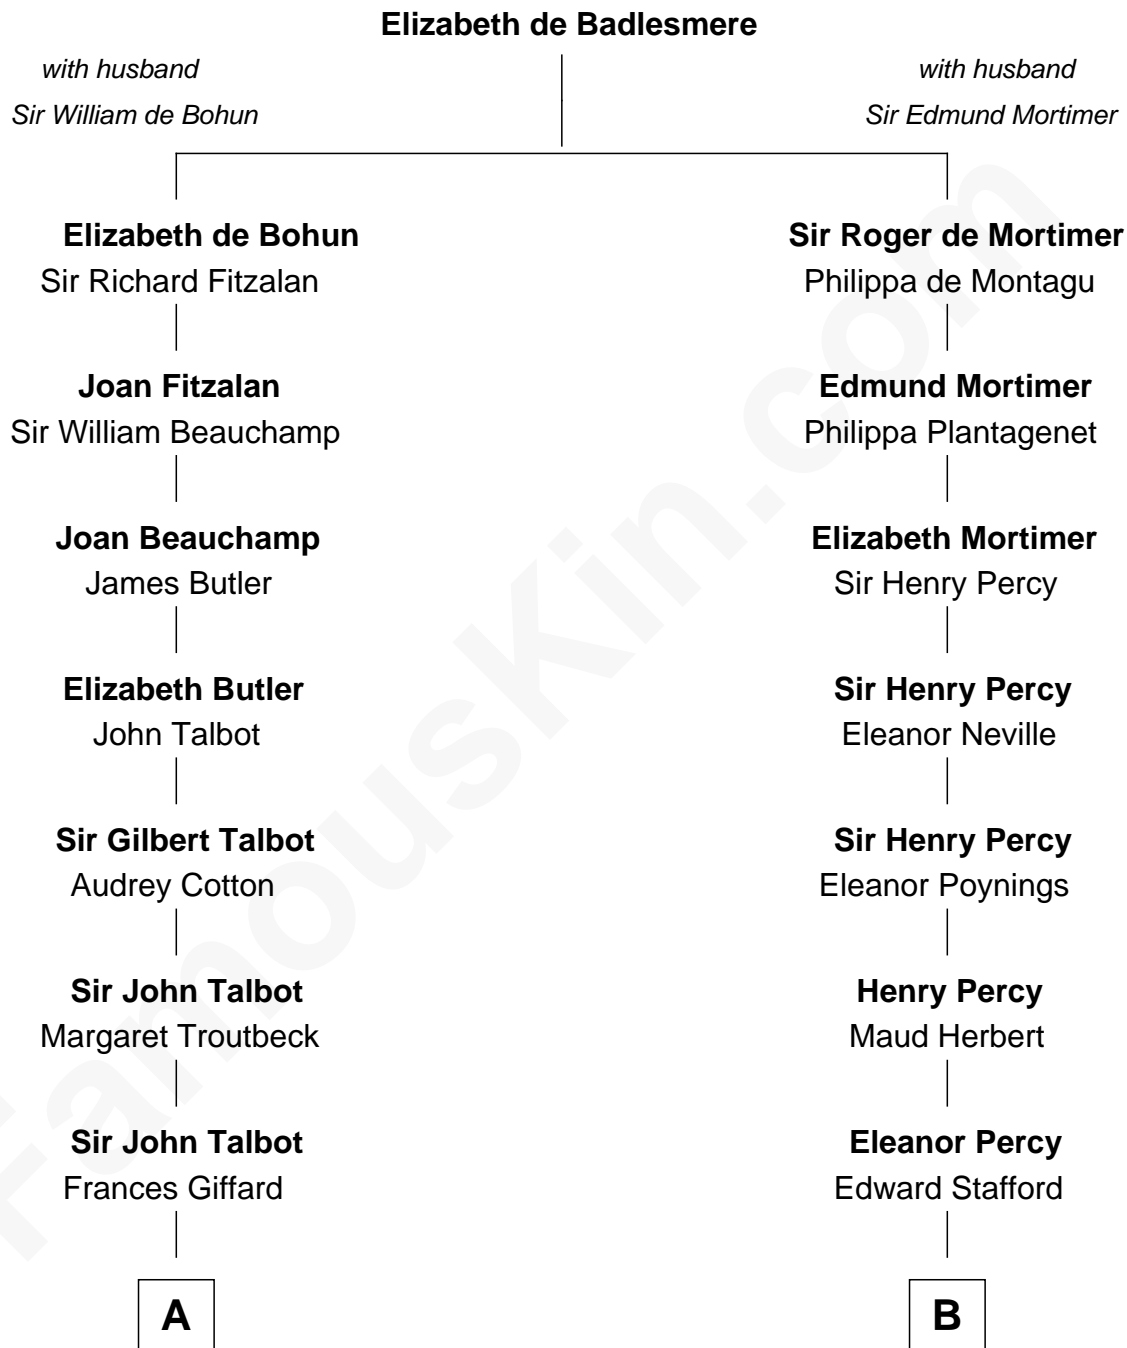 Elizabeth de Badlesmere
with husband
Sir William de Bohun
with husband
Sir Edmund Mortimer
Elizabeth de Bohun
Sir Richard Fitzalan
Sir Roger de Mortimer
Philippa de Montagu
Joan Fitzalan
Sir William Beauchamp
Edmund Mortimer
Philippa Plantagenet
Joan Beauchamp
James Butler
Elizabeth Mortimer
Sir Henry Percy
Elizabeth Butler
John Talbot
Sir Henry Percy
Eleanor Neville
Sir Gilbert Talbot
Audrey Cotton
Sir Henry Percy
Eleanor Poynings
Sir John Talbot
Margaret Troutbeck
Henry Percy
Maud Herbert
Sir John Talbot
Frances Giffard
Eleanor Percy
Edward Stafford
A
B
FamousKin.com